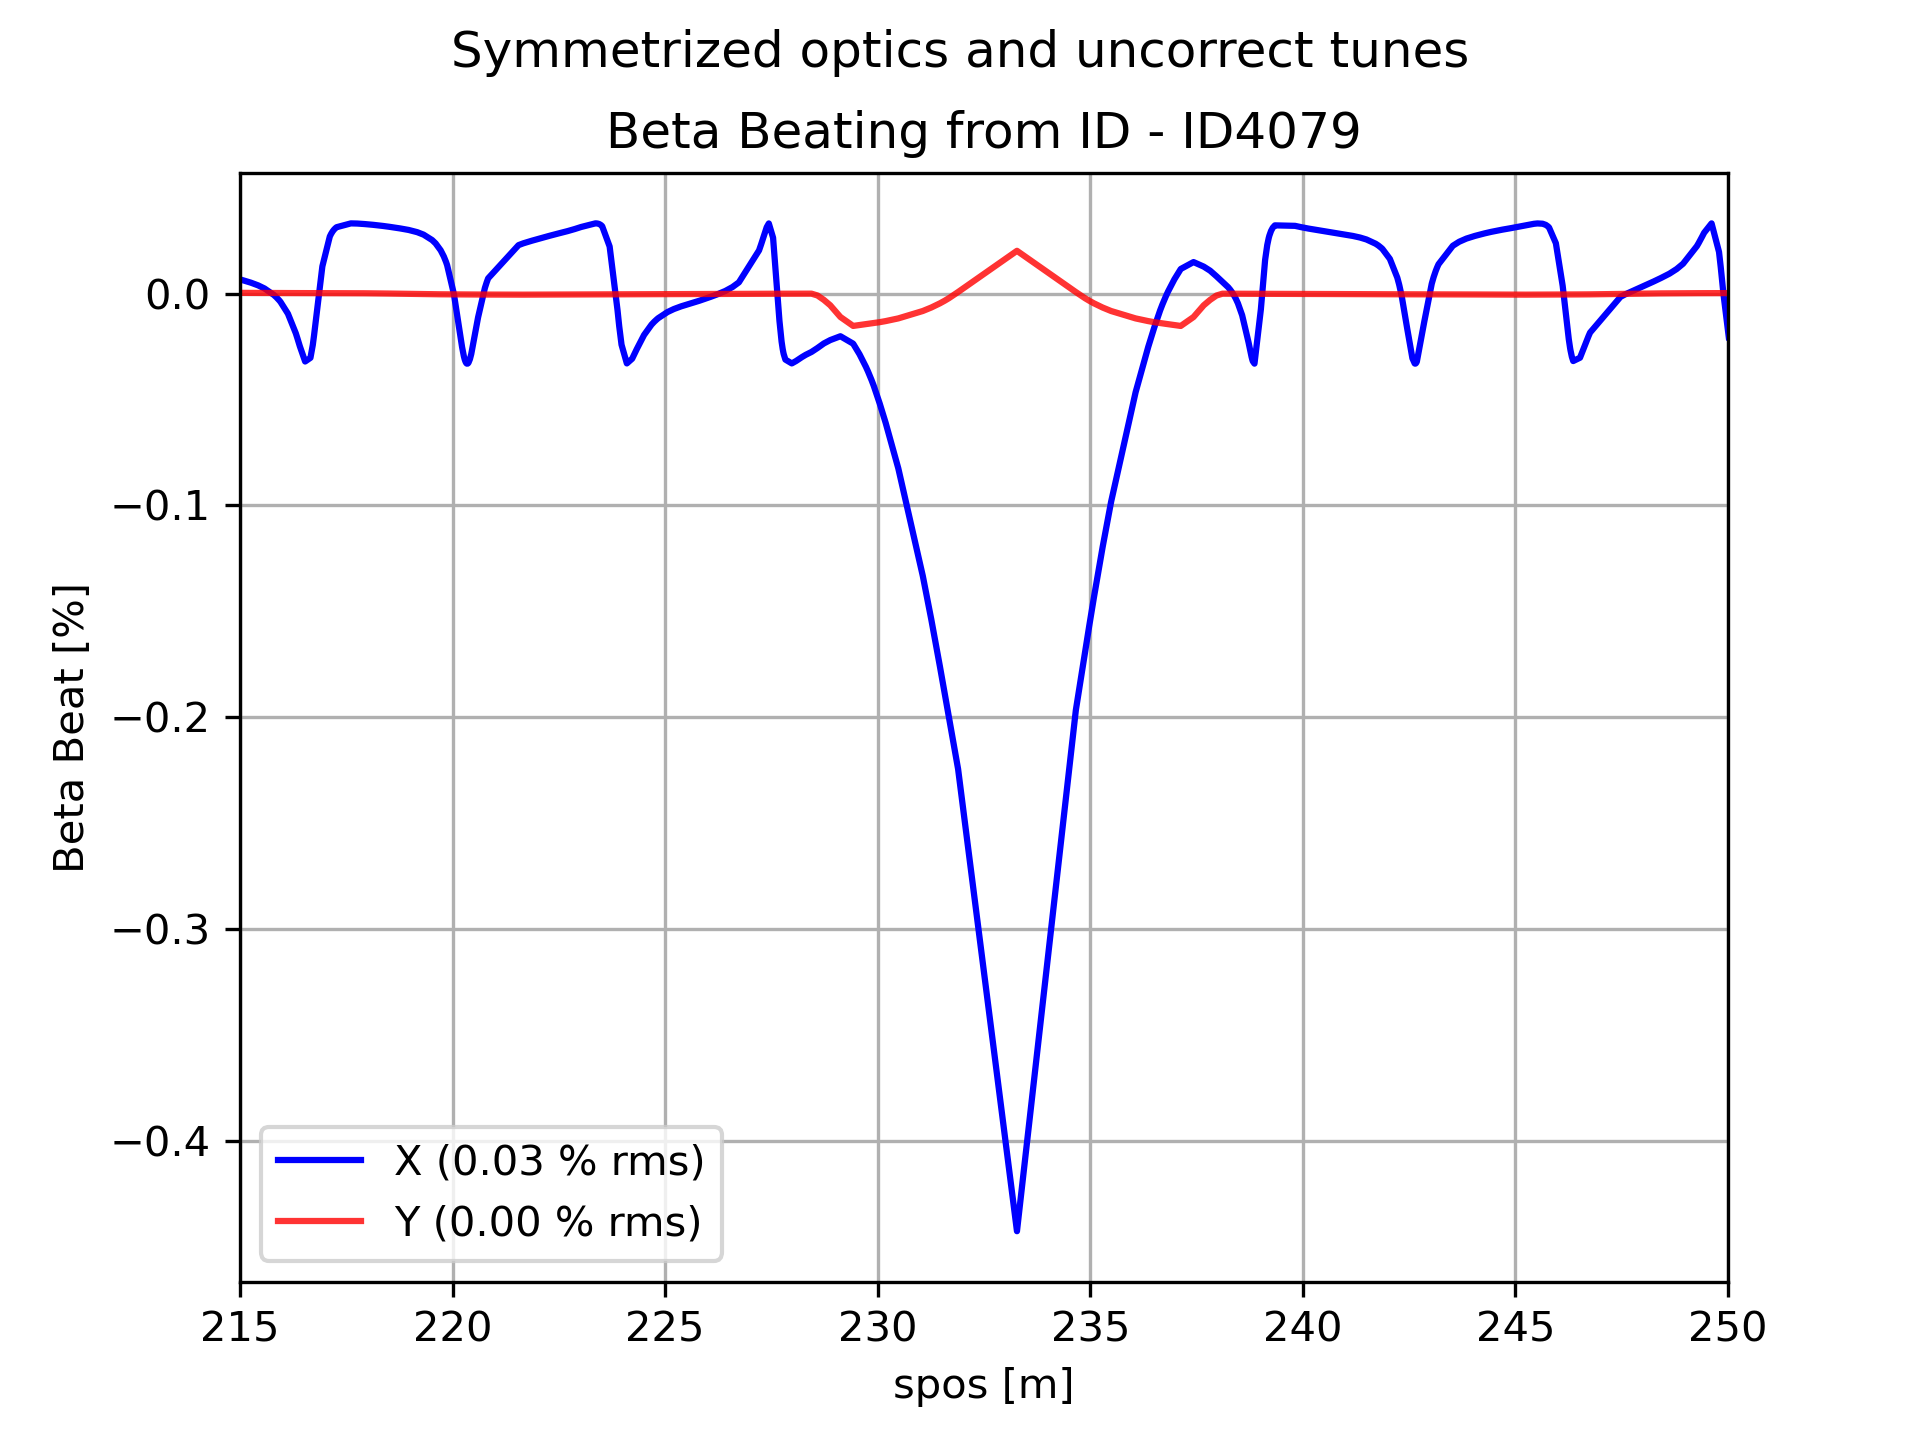 Symmetrized optics and uncorrect tunes
Beta Beating from ID - ID4079
0.0
−0.1
−0.2
−0.3
−0.4
Beta Beat [%]
X (0.03 % rms)
Y (0.00 % rms)
215 220 225 230 235 240 245 250
spos [m]